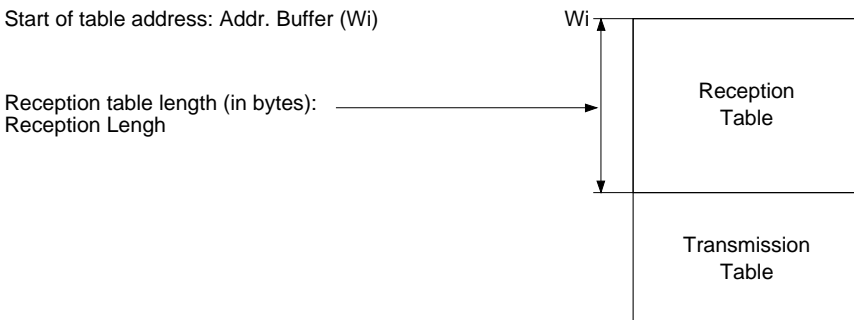 Start of table address: Addr. Buffer (Wi)
Wi
Reception table length (in bytes):
Reception Lengh
Reception
Table
Transmission
Table